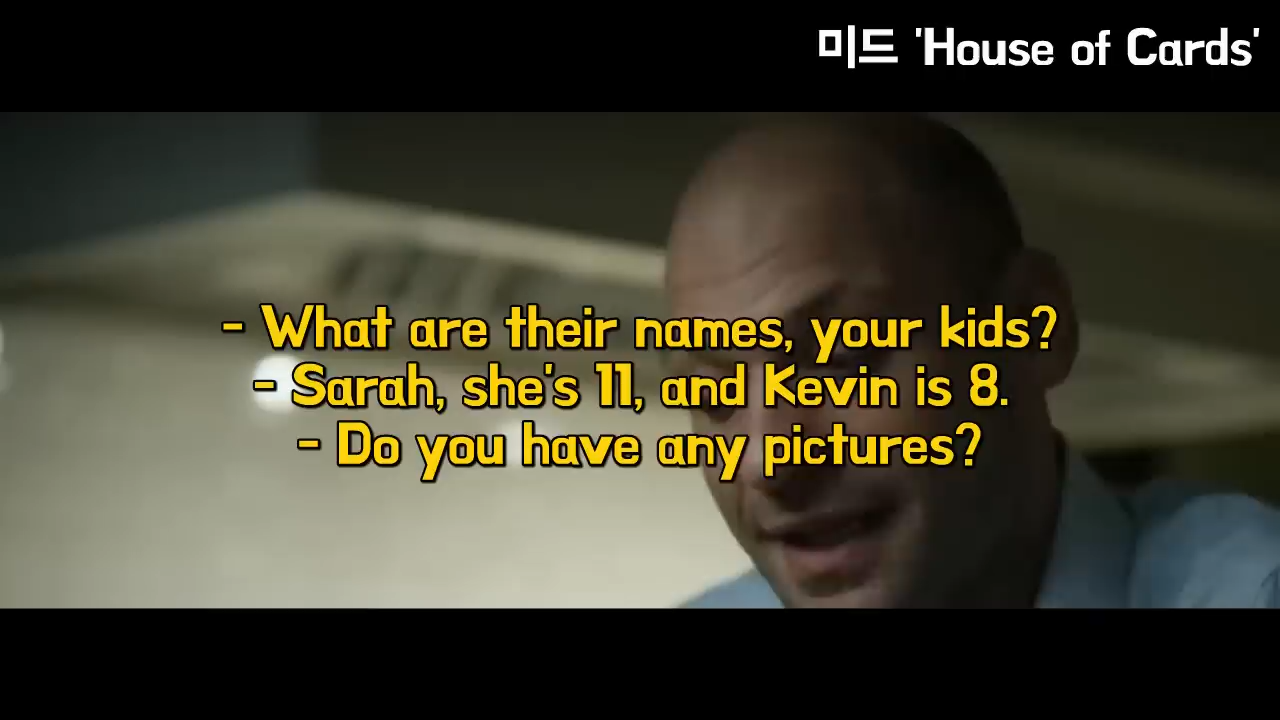 미드 'House of Cards'
- What are their names, your kids?
- Sarah, she's 11, and Kevin is 8.
- Do you have any pictures?